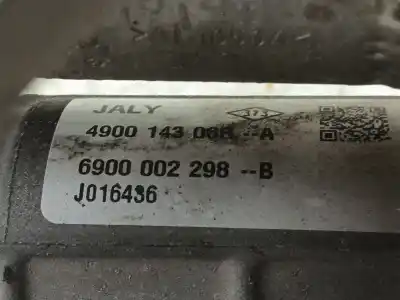 JALY
4900 143 06R --A
6900 002 298 --B
J016436